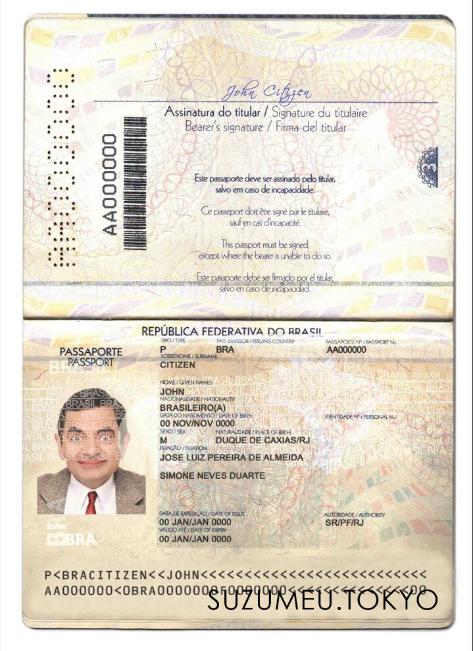 John Citizen
Assinatura do titular / Signature du titulaire
Bearer's signature / Firma del titular
AA000000
AA000000
Este passaporte deve ser assinado pelo titular,
salvo em caso de incapacidade.
Ce passeport doit être signé par le titulaire,
sauf en cas d'incapacité.
This passport must be signed,
except where the bearer is unable to do so.
Este pasaporte debe ser firmado por el titular,
salvo en caso de incapacidad.
REPÚBLICA FEDERATIVA DO BRASIL
PASSAPORTE
PASSPORT
TIPO / TYPE
PAÍS EMISSOR / ISSUING COUNTRY
PASSAPORTE Nº / PASSPORT No
P
BRA
AA000000
SOBRENOME / SURNAME
CITIZEN
NOME / GIVEN NAMES
JOHN
NACIONALIDADE / NATIONALITY
BRASILEIRO(A)
DATA DO NASCIMENTO / DATE OF BIRTH
IDENTIDADE Nº / PERSONAL No
00 NOV/NOV 0000
SEXO / SEX
NATURALIDADE / PLACE OF BIRTH
M
DUQUE DE CAXIAS/RJ
FILIAÇÃO / FILIATION
JOSE LUIZ PEREIRA DE ALMEIDA
SIMONE NEVES DUARTE
DATA DE EXPEDIÇÃO / DATE OF ISSUE
AUTORIDADE / AUTHORITY
00 JAN/JAN 0000
SR/PF/RJ
VÁLIDO ATÉ / DATE OF EXPIRY
00 JAN/JAN 0000
BRA
P<BRACITIZEN<<JOHN<<<<<<<<<<<<<<<<<<<<<<<<<<
AA000000<0BRA0000000F0000000<<<<<<<<<<<<<<00
SUZUMEU.TOKYO